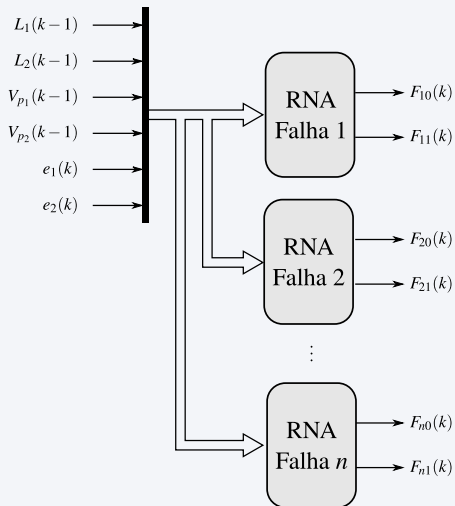 L₁(k−1)
L₂(k−1)
Vₚ₁(k−1)
Vₚ₂(k−1)
e₁(k)
e₂(k)
RNA
Falha 1
F₁₀(k)
F₁₁(k)
RNA
Falha 2
F₂₀(k)
F₂₁(k)
⋮
RNA
Falha n
Fₙ₀(k)
Fₙ₁(k)